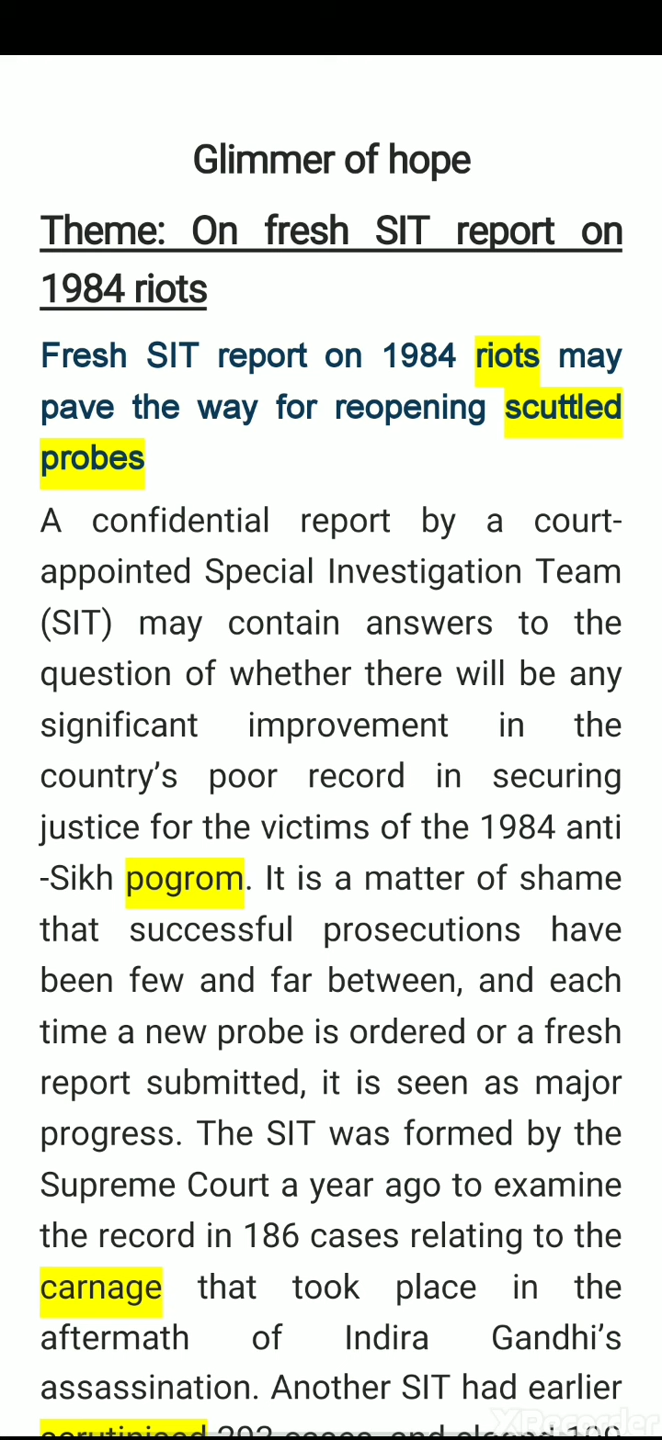 Glimmer of hope
Theme: On fresh SIT report on
1984 riots
Fresh SIT report on 1984 riots may
pave the way for reopening scuttled
probes
A confidential report by a court-
appointed Special Investigation Team
(SIT) may contain answers to the
question of whether there will be any
significant improvement in the
country's poor record in securing
justice for the victims of the 1984 anti
-Sikh pogrom. It is a matter of shame
that successful prosecutions have
been few and far between, and each
time a new probe is ordered or a fresh
report submitted, it is seen as major
progress. The SIT was formed by the
Supreme Court a year ago to examine
the record in 186 cases relating to the
carnage that took place in the
aftermath of Indira Gandhi's
assassination. Another SIT had earlier
XRecorder